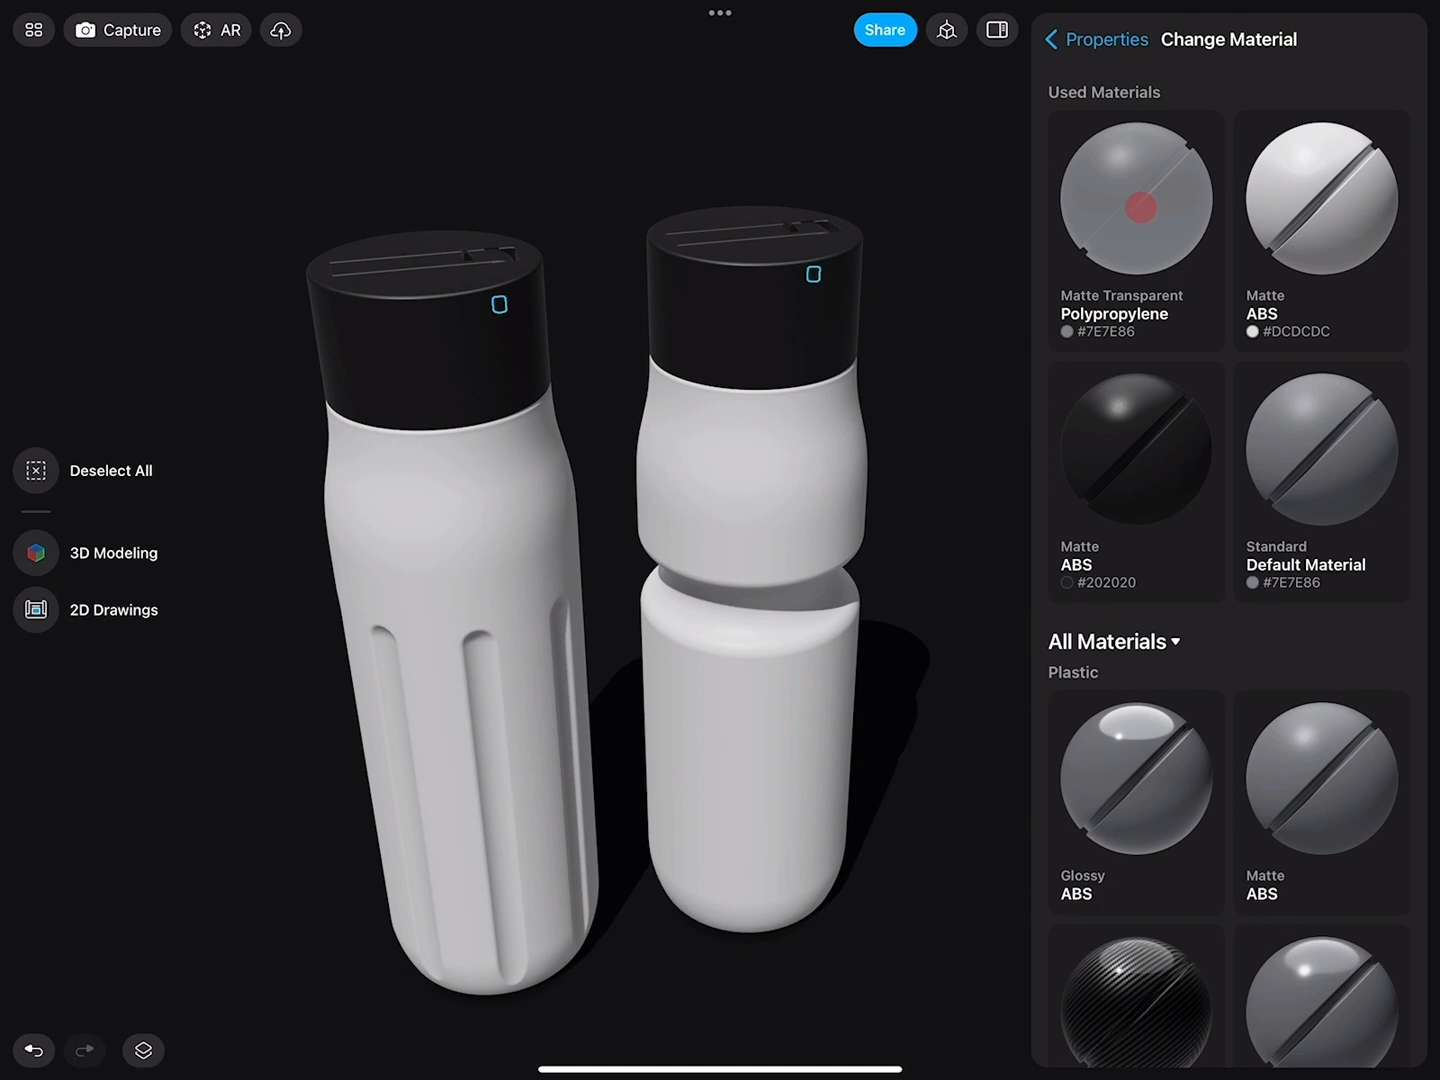 Capture
AR
Share
Properties
Change Material
Used Materials
Matte Transparent
Polypropylene
#7E7E86
Matte
ABS
#DCDCDC
Matte
ABS
#202020
Standard
Default Material
#7E7E86
Deselect All
3D Modeling
2D Drawings
All Materials
Plastic
Glossy
ABS
Matte
ABS